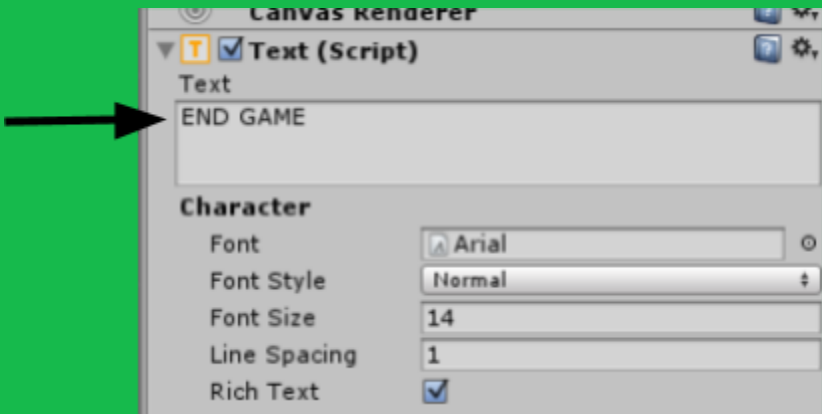 Canvas Renderer
Text (Script)
Text
END GAME
Character
Font Arial
Font Style Normal
Font Size 14
Line Spacing 1
Rich Text